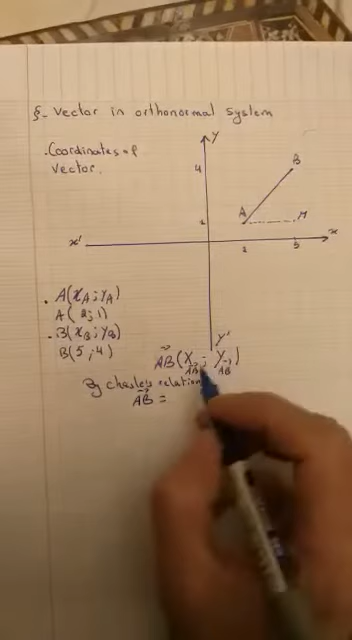 §- Vector in orthonormal system
. Coordinates of
vector.
y
4
B
A
M
1
x'
x
2
5
. A(xA; yA)
A(2;1)
. B(xB; yB)
B(5;4)
y'
AB(XAB; YAB)
By chasles relation
AB =